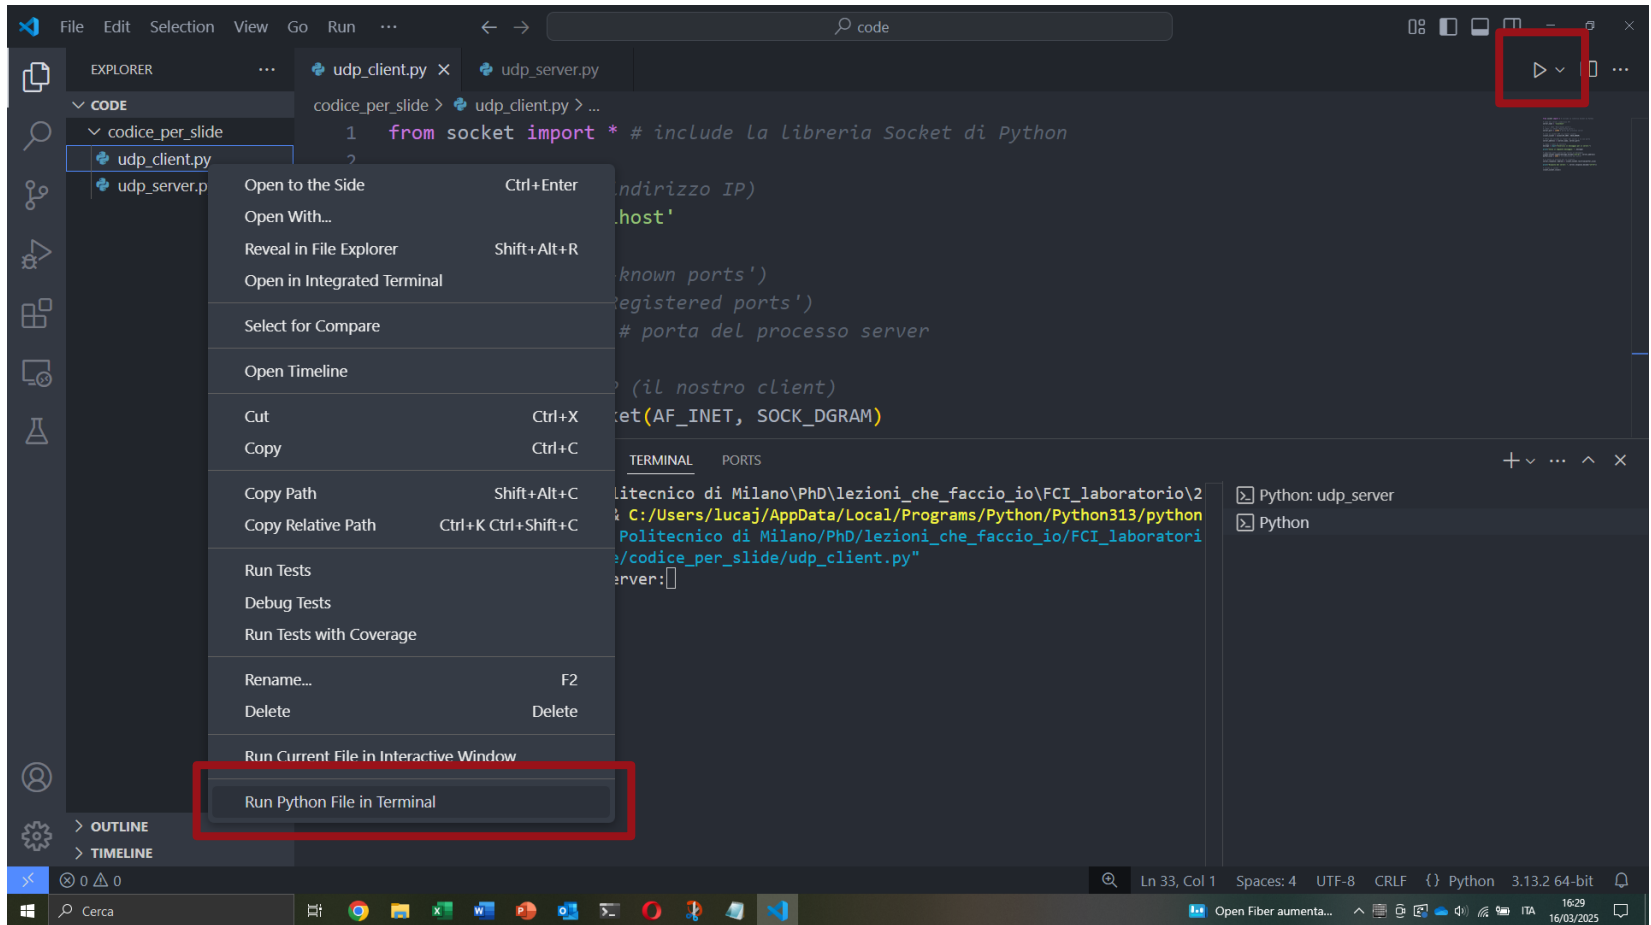 File Edit Selection View Go Run ···
code
EXPLORER ···
udp_client.py
udp_server.py
CODE
codice_per_slide > udp_client.py > ...
codice_per_slide
1 from socket import * # include la libreria Socket di Python
udp_client.py
2
udp_server.p
Open to the Side Ctrl+Enter
ndirizzo IP)
Open With...
host'
Reveal in File Explorer Shift+Alt+R
known ports')
Open in Integrated Terminal
egistered ports')
Select for Compare
# porta del processo server
Open Timeline
(il nostro client)
Cut Ctrl+X
et(AF_INET, SOCK_DGRAM)
Copy Ctrl+C
TERMINAL PORTS
Copy Path Shift+Alt+C
litecnico di Milano\PhD\lezioni_che_faccio_io\FCI_laboratorio\2
Python: udp_server
Copy Relative Path Ctrl+K Ctrl+Shift+C
& C:/Users/lucaj/AppData/Local/Programs/Python/Python313/python
Python
Politecnico di Milano/PhD/lezioni_che_faccio_io/FCI_laboratori
e/codice_per_slide/udp_client.py"
Run Tests
erver:
Debug Tests
Run Tests with Coverage
Rename... F2
Delete Delete
Run Current File in Interactive Window
Run Python File in Terminal
OUTLINE
TIMELINE
0 0
Ln 33, Col 1 Spaces: 4 UTF-8 CRLF {} Python 3.13.2 64-bit
Cerca
Open Fiber aumenta...
ITA
16:29
16/03/2025